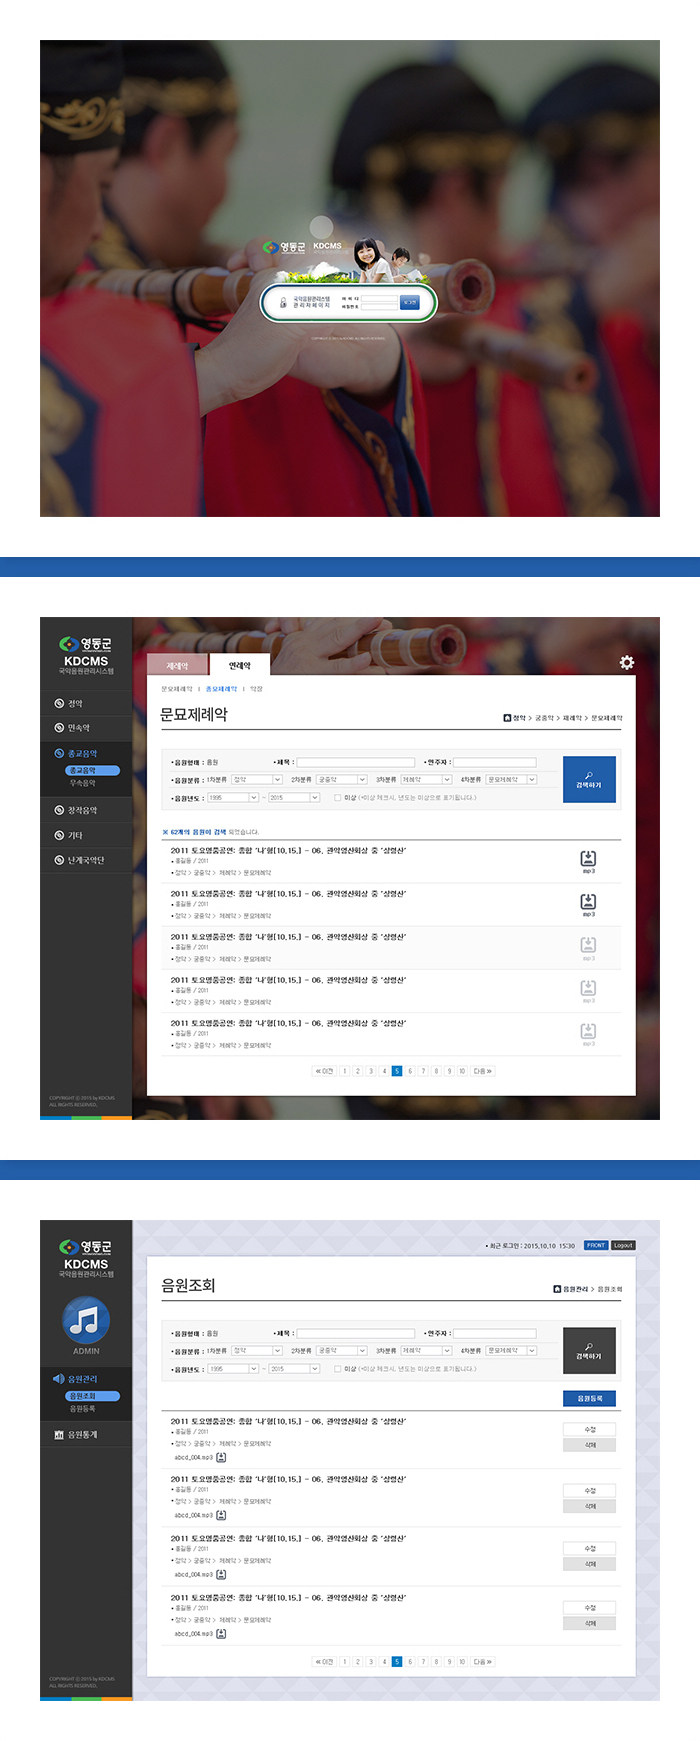 영동군 KDCMS
국악음원관리시스템
국악음원관리시스템
관 리 자 페 이 지
아 이 디
비밀번호
로그인
영동군
KDCMS
국악음원관리시스템
정악
민속악
종교음악
종교음악
무속음악
창작음악
기타
난계국악단
COPYRIGHT ⓒ 2015 by KDCMS
ALL RIGHTS RESERVED.
제례악
연례악
문묘제례악 | 종묘제례악 | 악장
문묘제례악
정악 > 궁중악 > 제례악 > 문묘제례악
• 음원형태 : 음원 • 제목 : • 연주자 :
• 음원분류 : 1차분류 정악 2차분류 궁중악 3차분류 제례악 4차분류 문묘제례악
• 음원년도 : 1995 ~ 2015 미상 (*미상 체크시, 년도는 미상으로 표기됩니다.)
검색하기
※ 62개의 음원이 검색 되었습니다.
2011 토요명품공연: 종합 '나'형[10.15.] - 06. 관악영산회상 중 '상령산'
• 홍길동 / 2011
• 정악 > 궁중악 > 제례악 > 문묘제례악
mp3
2011 토요명품공연: 종합 '나'형[10.15.] - 06. 관악영산회상 중 '상령산'
• 홍길동 / 2011
• 정악 > 궁중악 > 제례악 > 문묘제례악
mp3
2011 토요명품공연: 종합 '나'형[10.15.] - 06. 관악영산회상 중 '상령산'
• 홍길동 / 2011
• 정악 > 궁중악 > 제례악 > 문묘제례악
mp3
2011 토요명품공연: 종합 '나'형[10.15.] - 06. 관악영산회상 중 '상령산'
• 홍길동 / 2011
• 정악 > 궁중악 > 제례악 > 문묘제례악
mp3
2011 토요명품공연: 종합 '나'형[10.15.] - 06. 관악영산회상 중 '상령산'
• 홍길동 / 2011
• 정악 > 궁중악 > 제례악 > 문묘제례악
mp3
≪ 이전 1 2 3 4 5 6 7 8 9 10 다음 ≫
영동군
KDCMS
국악음원관리시스템
ADMIN
음원관리
음원조회
음원등록
음원통계
COPYRIGHT ⓒ 2015 by KDCMS
ALL RIGHTS RESERVED.
• 최근 로그인 : 2015.10.10 15:30 FRONT Logout
음원조회
음원관리 > 음원조회
• 음원형태 : 음원 • 제목 : • 연주자 :
• 음원분류 : 1차분류 정악 2차분류 궁중악 3차분류 제례악 4차분류 문묘제례악
• 음원년도 : 1995 ~ 2015 미상 (*미상 체크시, 년도는 미상으로 표기됩니다.)
검색하기
음원등록
2011 토요명품공연: 종합 '나'형[10.15.] - 06. 관악영산회상 중 '상령산'
• 홍길동 / 2011
• 정악 > 궁중악 > 제례악 > 문묘제례악
abcd_004.mp3
수정
삭제
2011 토요명품공연: 종합 '나'형[10.15.] - 06. 관악영산회상 중 '상령산'
• 홍길동 / 2011
• 정악 > 궁중악 > 제례악 > 문묘제례악
abcd_004.mp3
수정
삭제
2011 토요명품공연: 종합 '나'형[10.15.] - 06. 관악영산회상 중 '상령산'
• 홍길동 / 2011
• 정악 > 궁중악 > 제례악 > 문묘제례악
abcd_004.mp3
수정
삭제
2011 토요명품공연: 종합 '나'형[10.15.] - 06. 관악영산회상 중 '상령산'
• 홍길동 / 2011
• 정악 > 궁중악 > 제례악 > 문묘제례악
abcd_004.mp3
수정
삭제
≪ 이전 1 2 3 4 5 6 7 8 9 10 다음 ≫